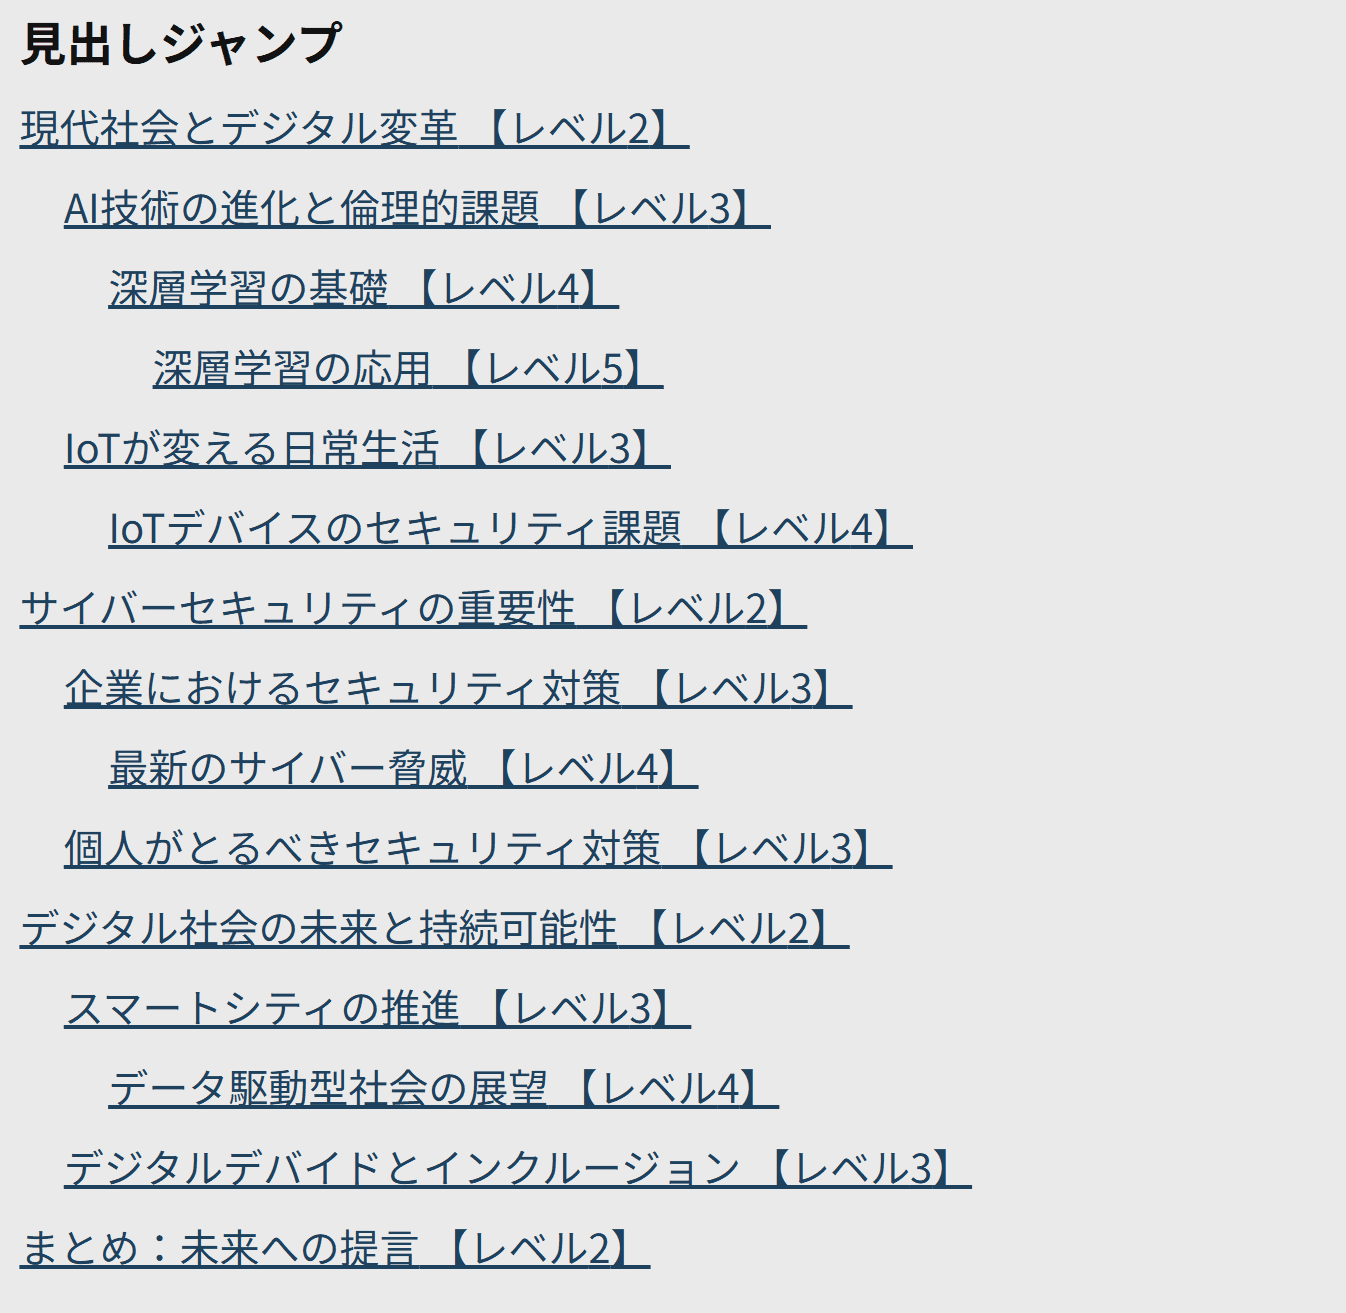 見出しジャンプ
現代社会とデジタル変革 【レベル2】
AI技術の進化と倫理的課題 【レベル3】
深層学習の基礎 【レベル4】
深層学習の応用 【レベル5】
IoTが変える日常生活 【レベル3】
IoTデバイスのセキュリティ課題 【レベル4】
サイバーセキュリティの重要性 【レベル2】
企業におけるセキュリティ対策 【レベル3】
最新のサイバー脅威 【レベル4】
個人がとるべきセキュリティ対策 【レベル3】
デジタル社会の未来と持続可能性 【レベル2】
スマートシティの推進 【レベル3】
データ駆動型社会の展望 【レベル4】
デジタルデバイドとインクルージョン 【レベル3】
まとめ：未来への提言 【レベル2】